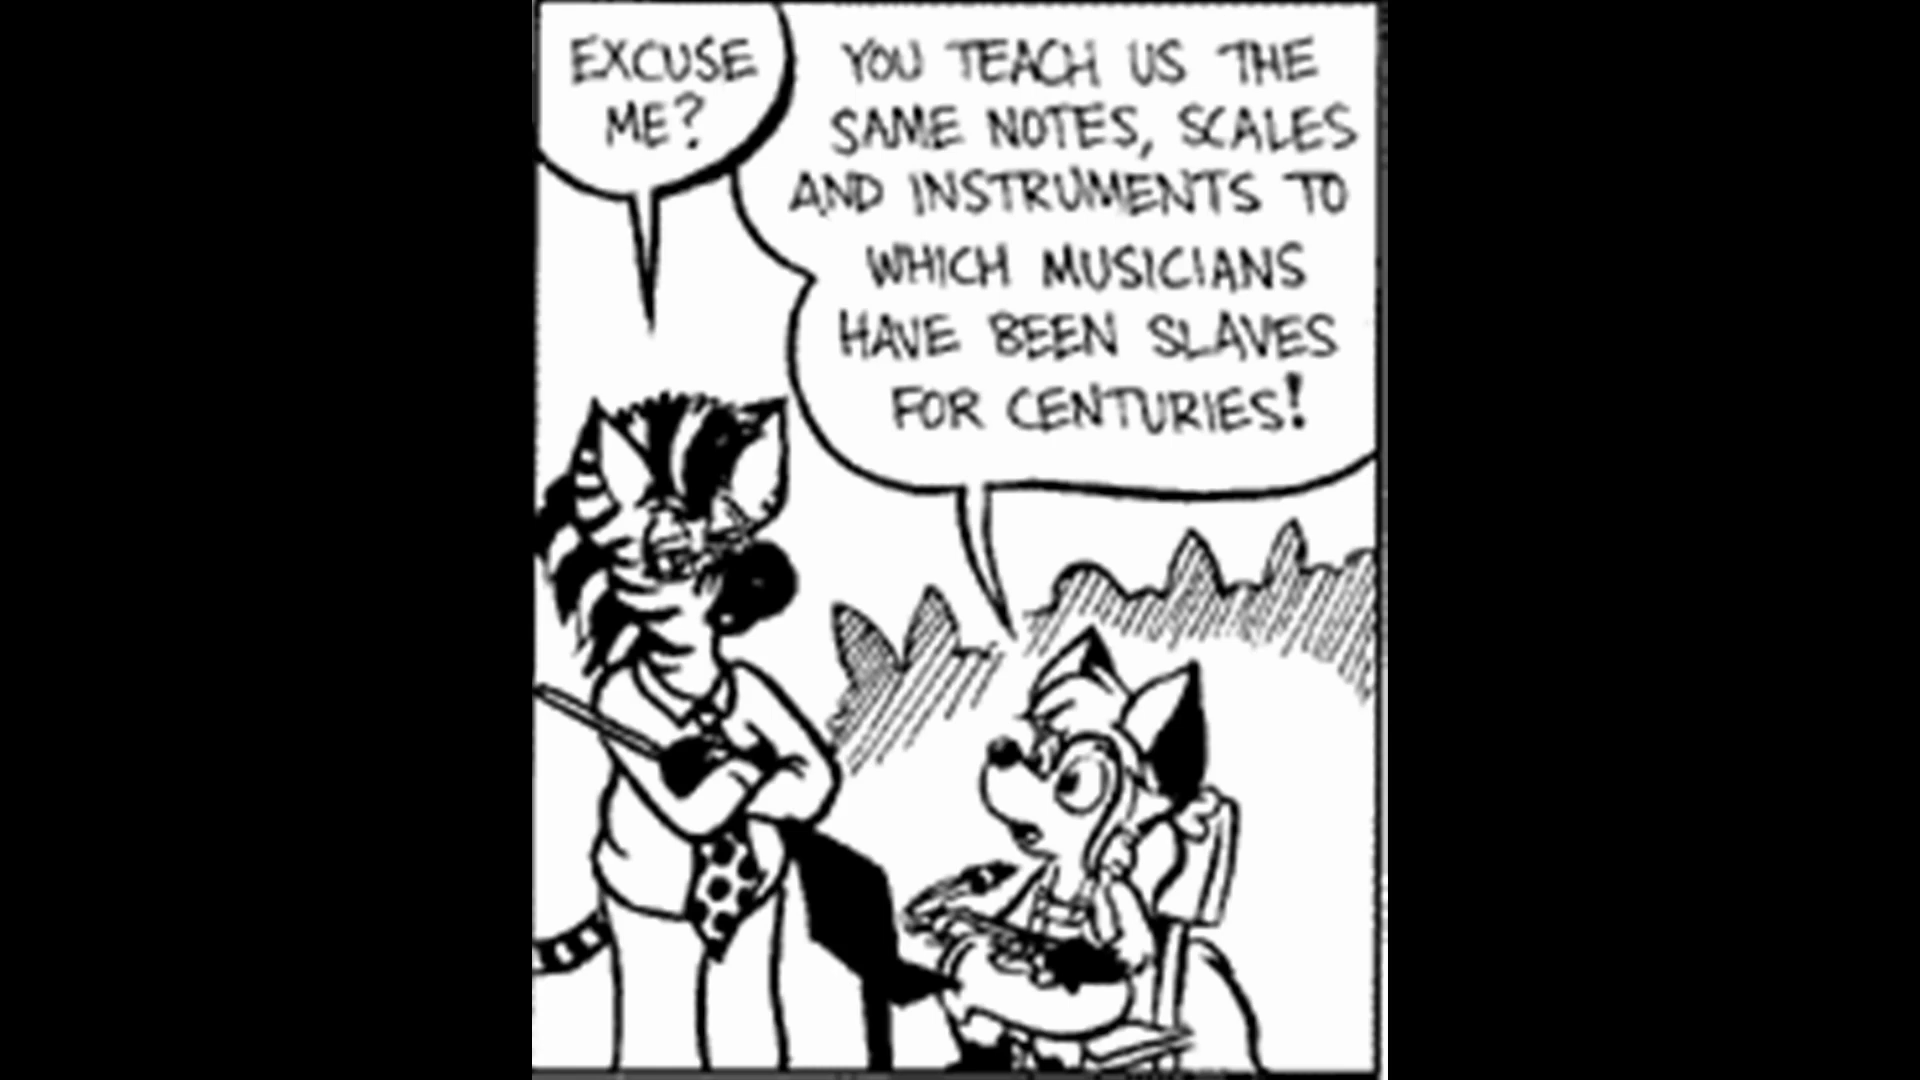 EXCUSE
ME?
YOU TEACH US THE
SAME NOTES, SCALES
AND INSTRUMENTS TO
WHICH MUSICIANS
HAVE BEEN SLAVES
FOR CENTURIES!